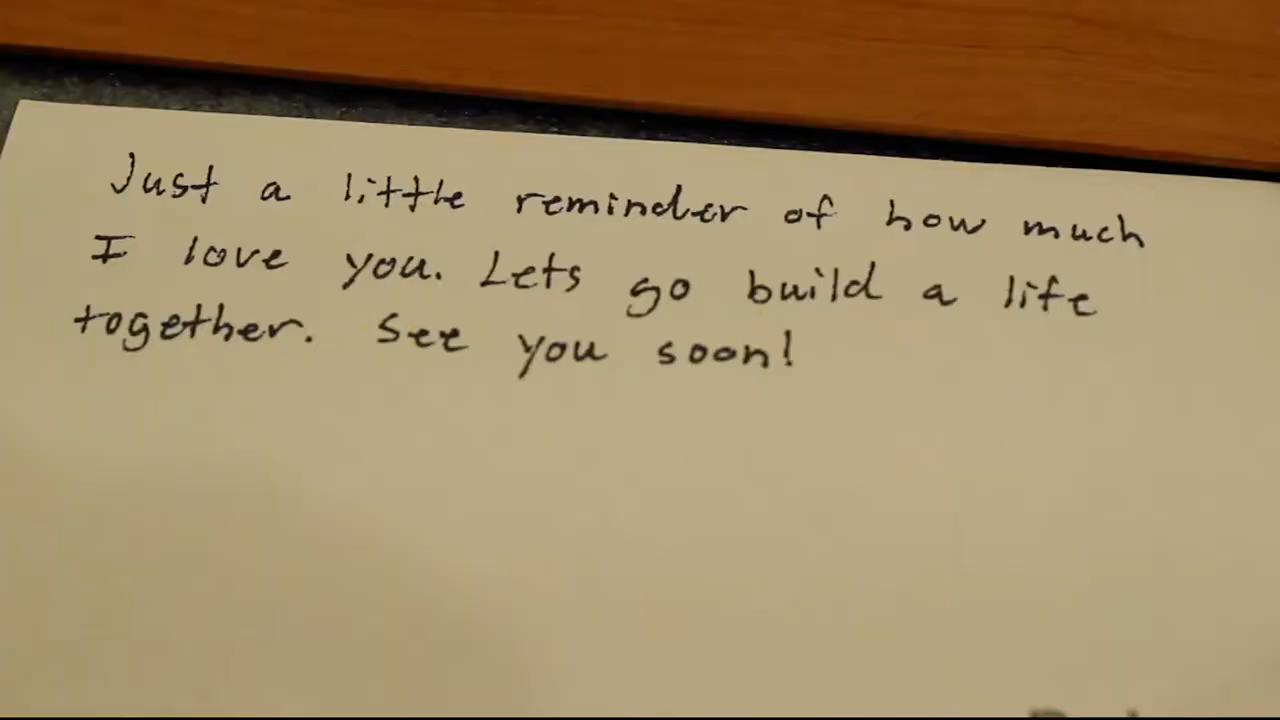 Just a little reminder of how much
I love you. Lets go build a life
together. See you soon!